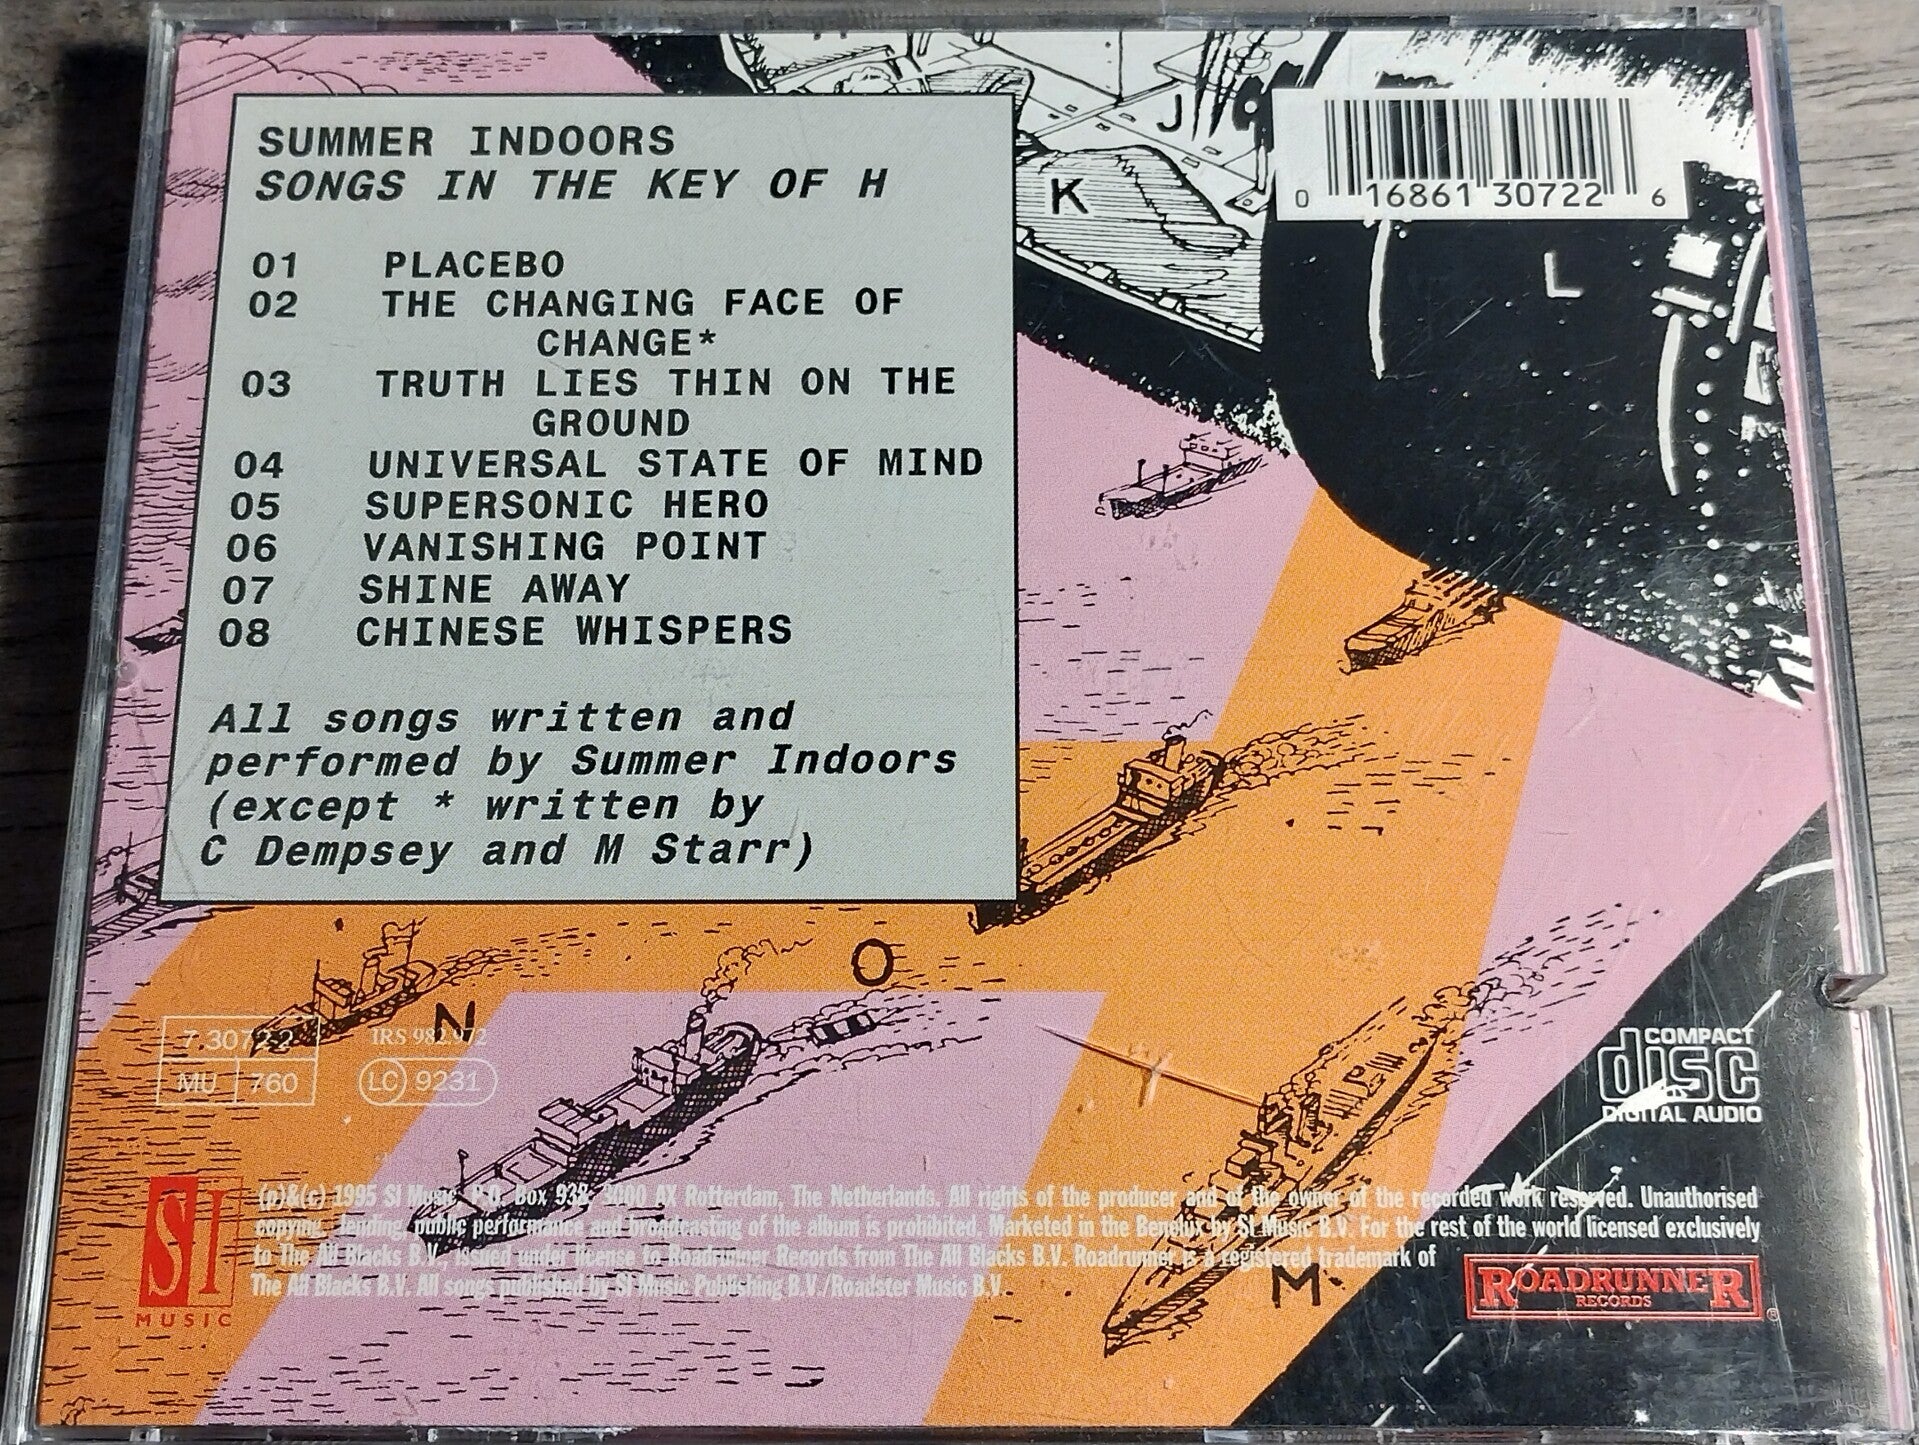 SUMMER INDOORS
SONGS IN THE KEY OF H
01 PLACEBO
02 THE CHANGING FACE OF
CHANGE*
03 TRUTH LIES THIN ON THE
GROUND
04 UNIVERSAL STATE OF MIND
05 SUPERSONIC HERO
06 VANISHING POINT
07 SHINE AWAY
08 CHINESE WHISPERS
All songs written and
performed by Summer Indoors
(except * written by
C Dempsey and M Starr)
J
K
L
0 16861 30722 6
O
N
M
7.3072-2
MU 760
IRS 982.972
LC 9231
COMPACT
disc
DIGITAL AUDIO
SI
MUSIC
(p)&(c) 1995 SI Music, P.O. Box 938, 3000 AX Rotterdam, The Netherlands. All rights of the producer and of the owner of the recorded work reserved. Unauthorised
copying, lending, public performance and broadcasting of the album is prohibited. Marketed in the Benelux by SI Music B.V. For the rest of the world licensed exclusively
to The All Blacks B.V., issued under license to Roadrunner Records from The All Blacks B.V. Roadrunner is a registered trademark of
The All Blacks B.V. All songs published by SI Music Publishing B.V./Roadster Music B.V.
ROADRUNNER
RECORDS
®